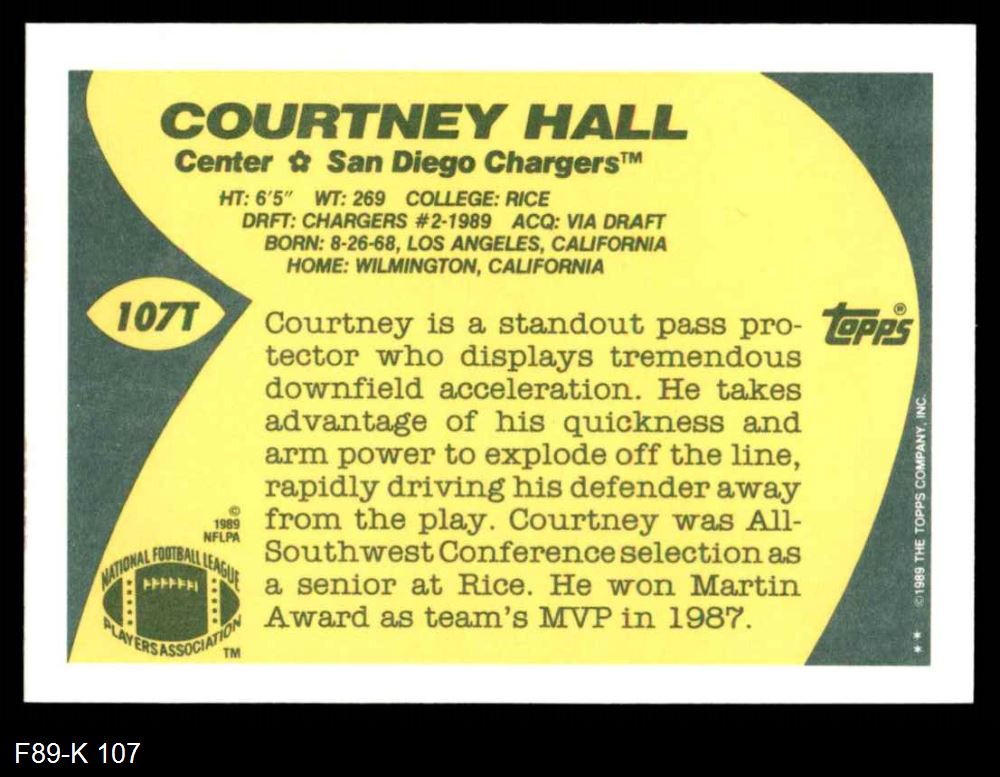 COURTNEY HALL
Center ✿ San Diego Chargers™
HT: 6'5" WT: 269 COLLEGE: RICE
DRFT: CHARGERS #2-1989 ACQ: VIA DRAFT
BORN: 8-26-68, LOS ANGELES, CALIFORNIA
HOME: WILMINGTON, CALIFORNIA
107T
topps®
Courtney is a standout pass pro-
tector who displays tremendous
downfield acceleration. He takes
advantage of his quickness and
arm power to explode off the line,
rapidly driving his defender away
from the play. Courtney was All-
Southwest Conference selection as
a senior at Rice. He won Martin
Award as team's MVP in 1987.
©
1989
NFLPA
NATIONAL FOOTBALL LEAGUE
PLAYERS ASSOCIATION
TM
©1989 THE TOPPS COMPANY, INC.
**
F89-K 107